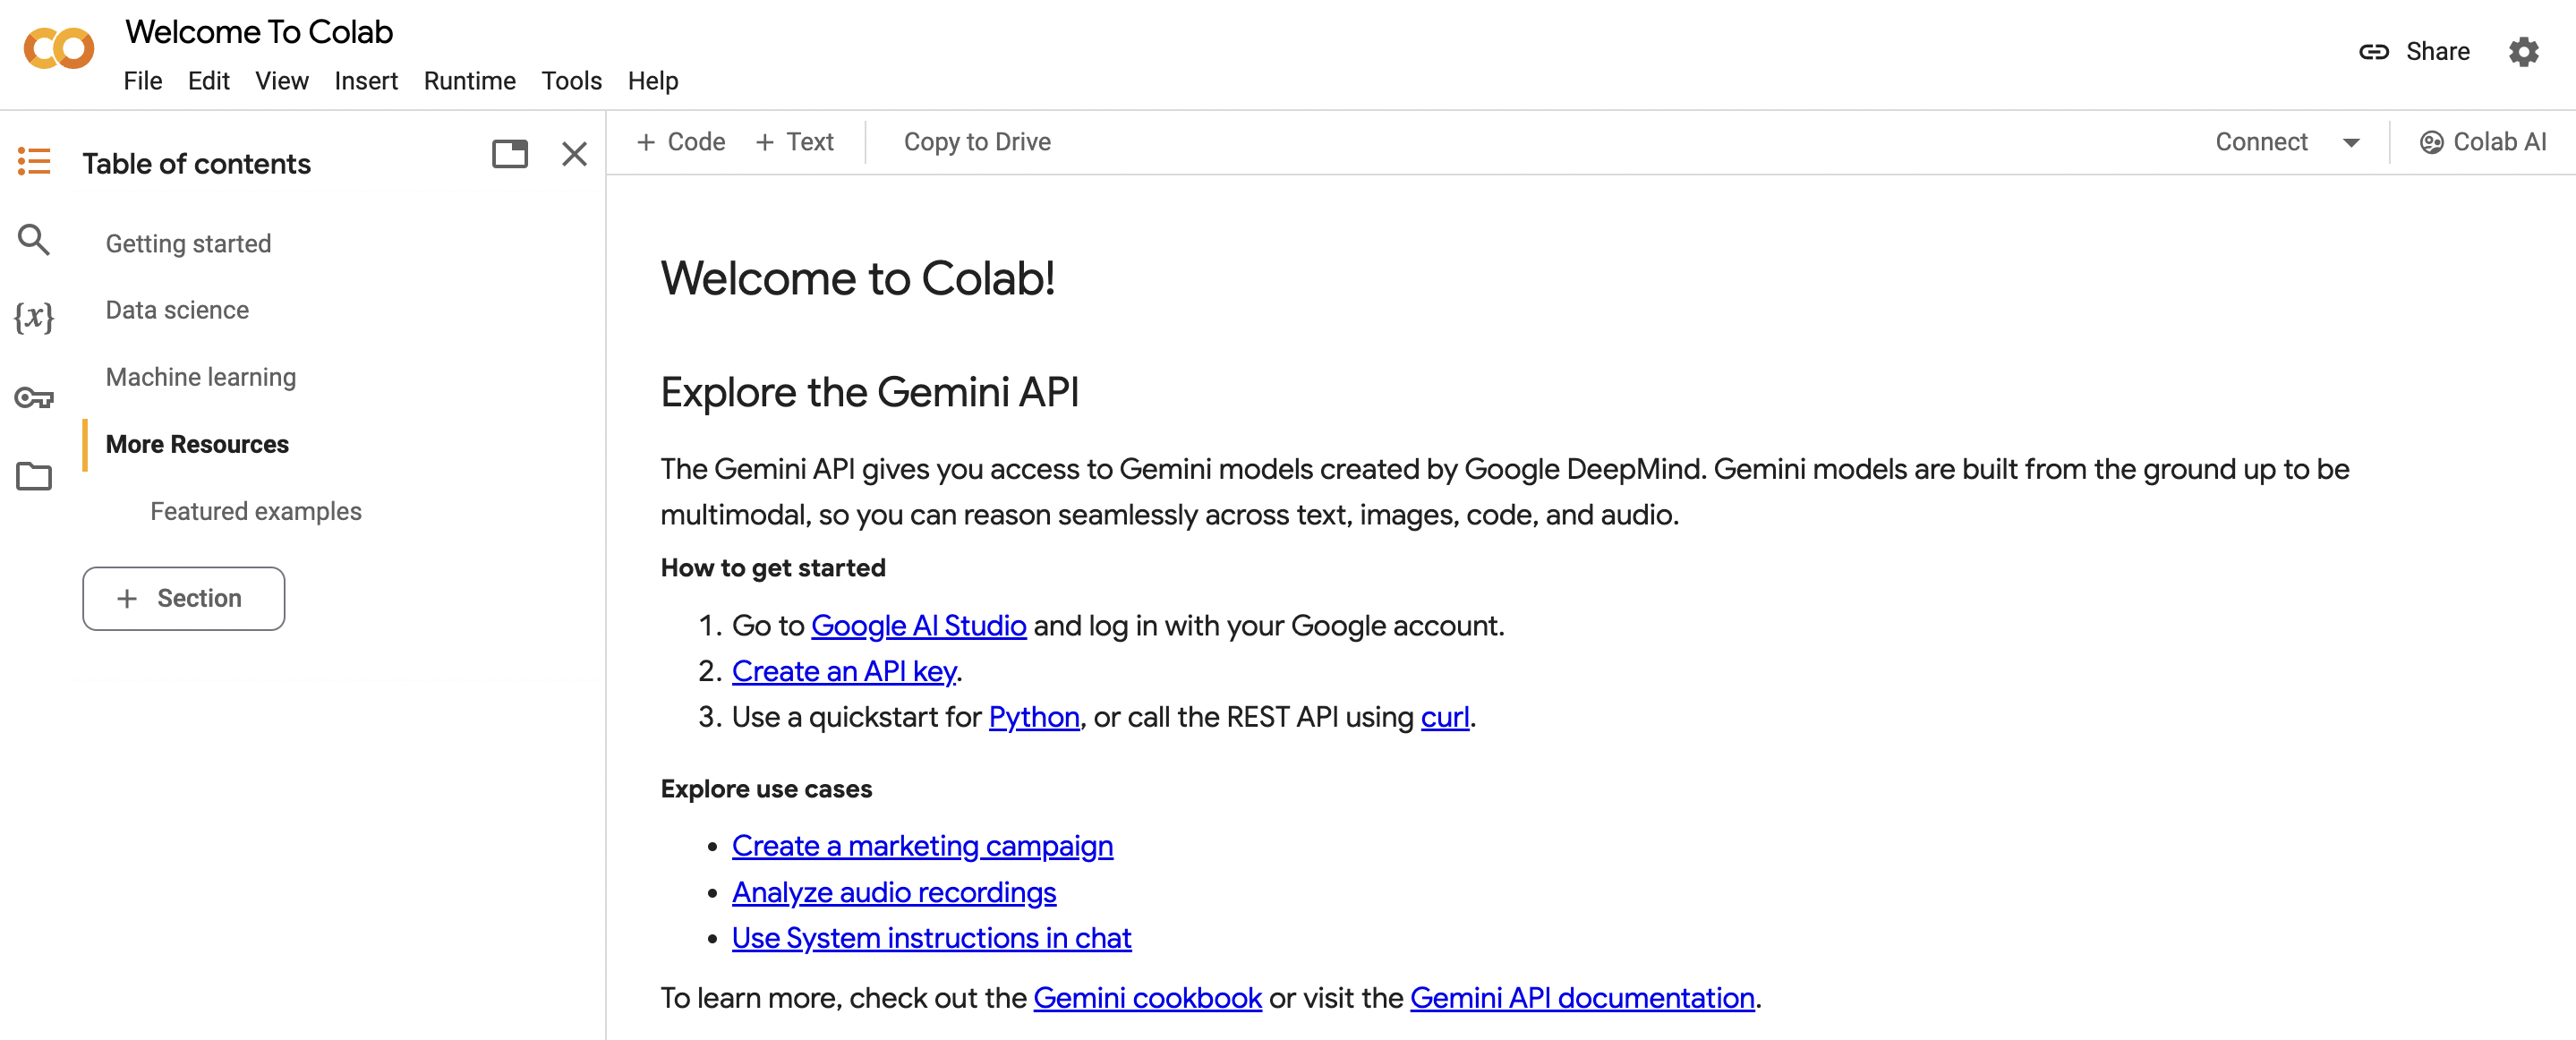 Welcome To Colab
File Edit View Insert Runtime Tools Help
Share
Table of contents
Getting started
Data science
Machine learning
More Resources
Featured examples
+ Section
{x}
+ Code + Text Copy to Drive
Connect Colab AI
Welcome to Colab!
Explore the Gemini API
The Gemini API gives you access to Gemini models created by Google DeepMind. Gemini models are built from the ground up to be
multimodal, so you can reason seamlessly across text, images, code, and audio.
How to get started
1. Go to Google AI Studio and log in with your Google account.
2. Create an API key.
3. Use a quickstart for Python, or call the REST API using curl.
Explore use cases
• Create a marketing campaign
• Analyze audio recordings
• Use System instructions in chat
To learn more, check out the Gemini cookbook or visit the Gemini API documentation.